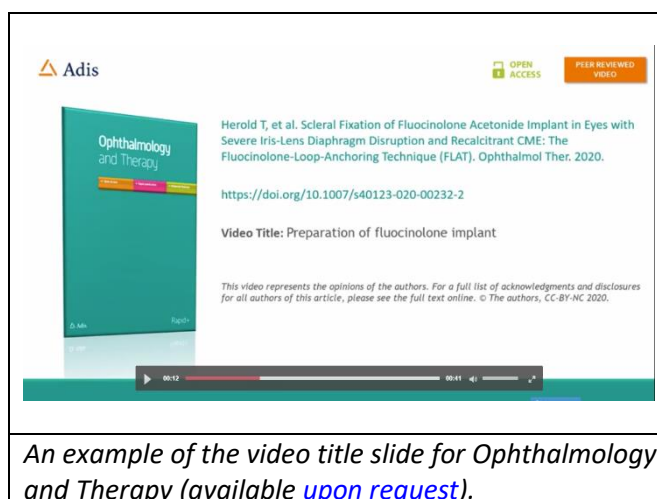 Adis
OPEN
ACCESS
PEER REVIEWED
VIDEO
Ophthalmology
and Therapy
Herold T, et al. Scleral Fixation of Fluocinolone Acetonide Implant in Eyes with
Severe Iris-Lens Diaphragm Disruption and Recalcitrant CME: The
Fluocinolone-Loop-Anchoring Technique (FLAT). Ophthalmol Ther. 2020.
https://doi.org/10.1007/s40123-020-00232-2
Video Title: Preparation of fluocinolone implant
This video represents the opinions of the authors. For a full list of acknowledgments and disclosures
for all authors of this article, please see the full text online. © The authors, CC-BY-NC 2020.
Adis
Rapid+
00:12
00:41
An example of the video title slide for Ophthalmology
and Therapy (available upon request).